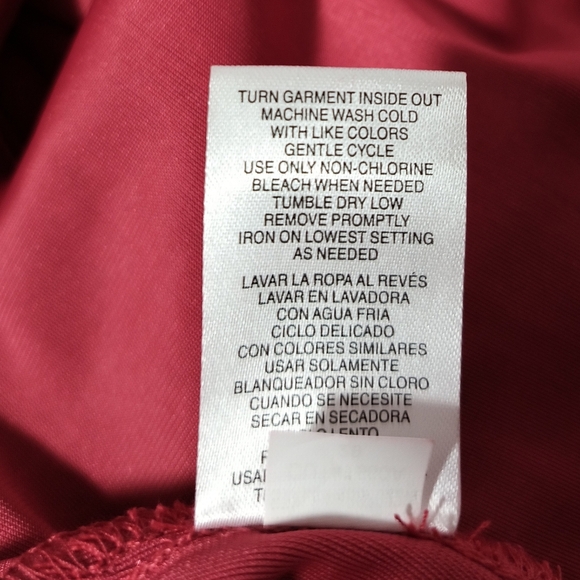 TURN GARMENT INSIDE OUT
MACHINE WASH COLD
WITH LIKE COLORS
GENTLE CYCLE
USE ONLY NON-CHLORINE
BLEACH WHEN NEEDED
TUMBLE DRY LOW
REMOVE PROMPTLY
IRON ON LOWEST SETTING
AS NEEDED
LAVAR LA ROPA AL REVÉS
LAVAR EN LAVADORA
CON AGUA FRIA
CICLO DELICADO
CON COLORES SIMILARES
USAR SOLAMENTE
BLANQUEADOR SIN CLORO
CUANDO SE NECESITE
SECAR EN SECADORA
LENTO